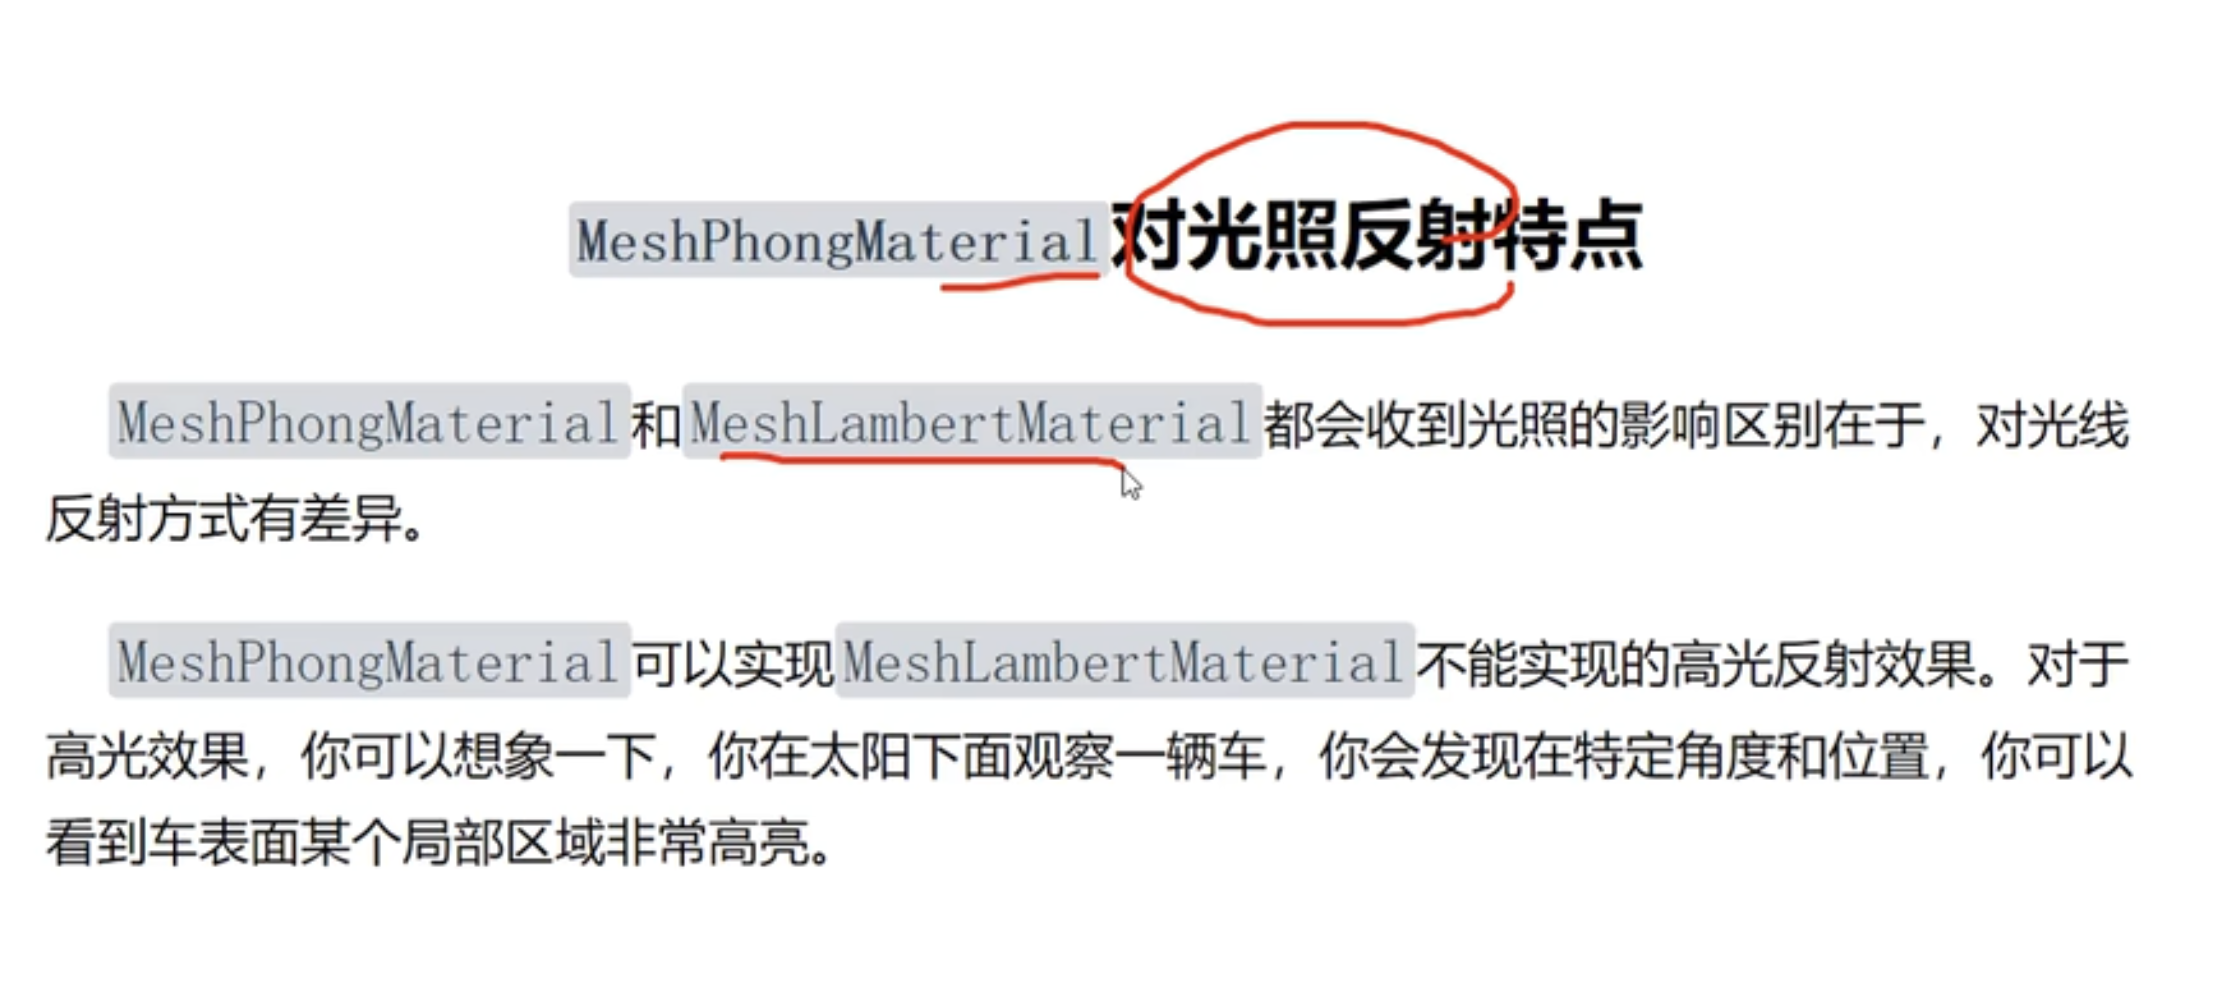 MeshPhongMaterial对光照反射特点
MeshPhongMaterial和MeshLambertMaterial都会收到光照的影响区别在于，对光线
反射方式有差异。
MeshPhongMaterial可以实现MeshLambertMaterial不能实现的高光反射效果。对于
高光效果，你可以想象一下，你在太阳下面观察一辆车，你会发现在特定角度和位置，你可以
看到车表面某个局部区域非常高亮。